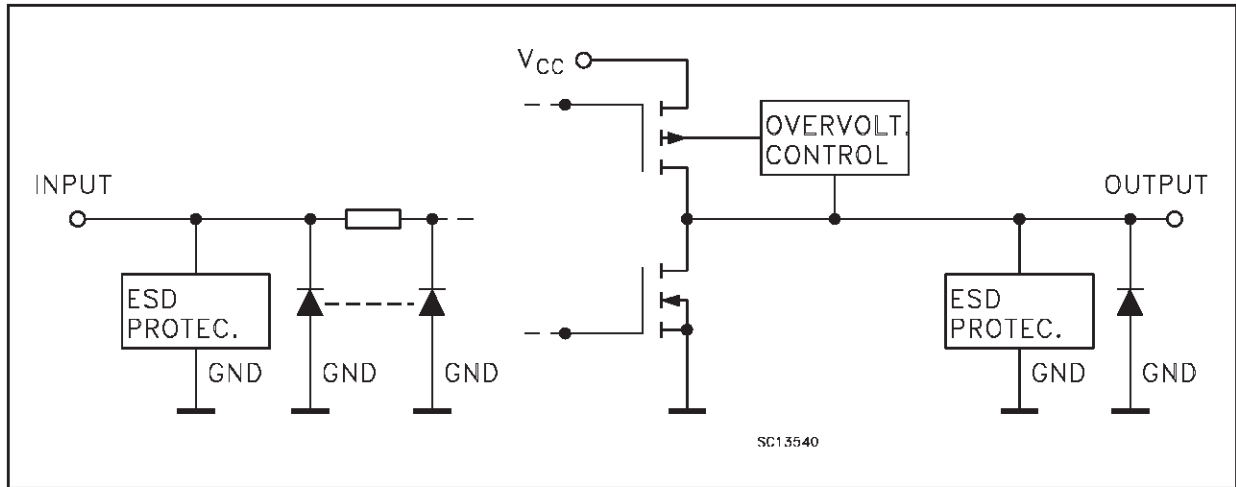 VCC
OVERVOLT.
CONTROL
INPUT
OUTPUT
ESD
PROTEC.
GND
GND
GND
ESD
PROTEC.
GND
GND
SC13540